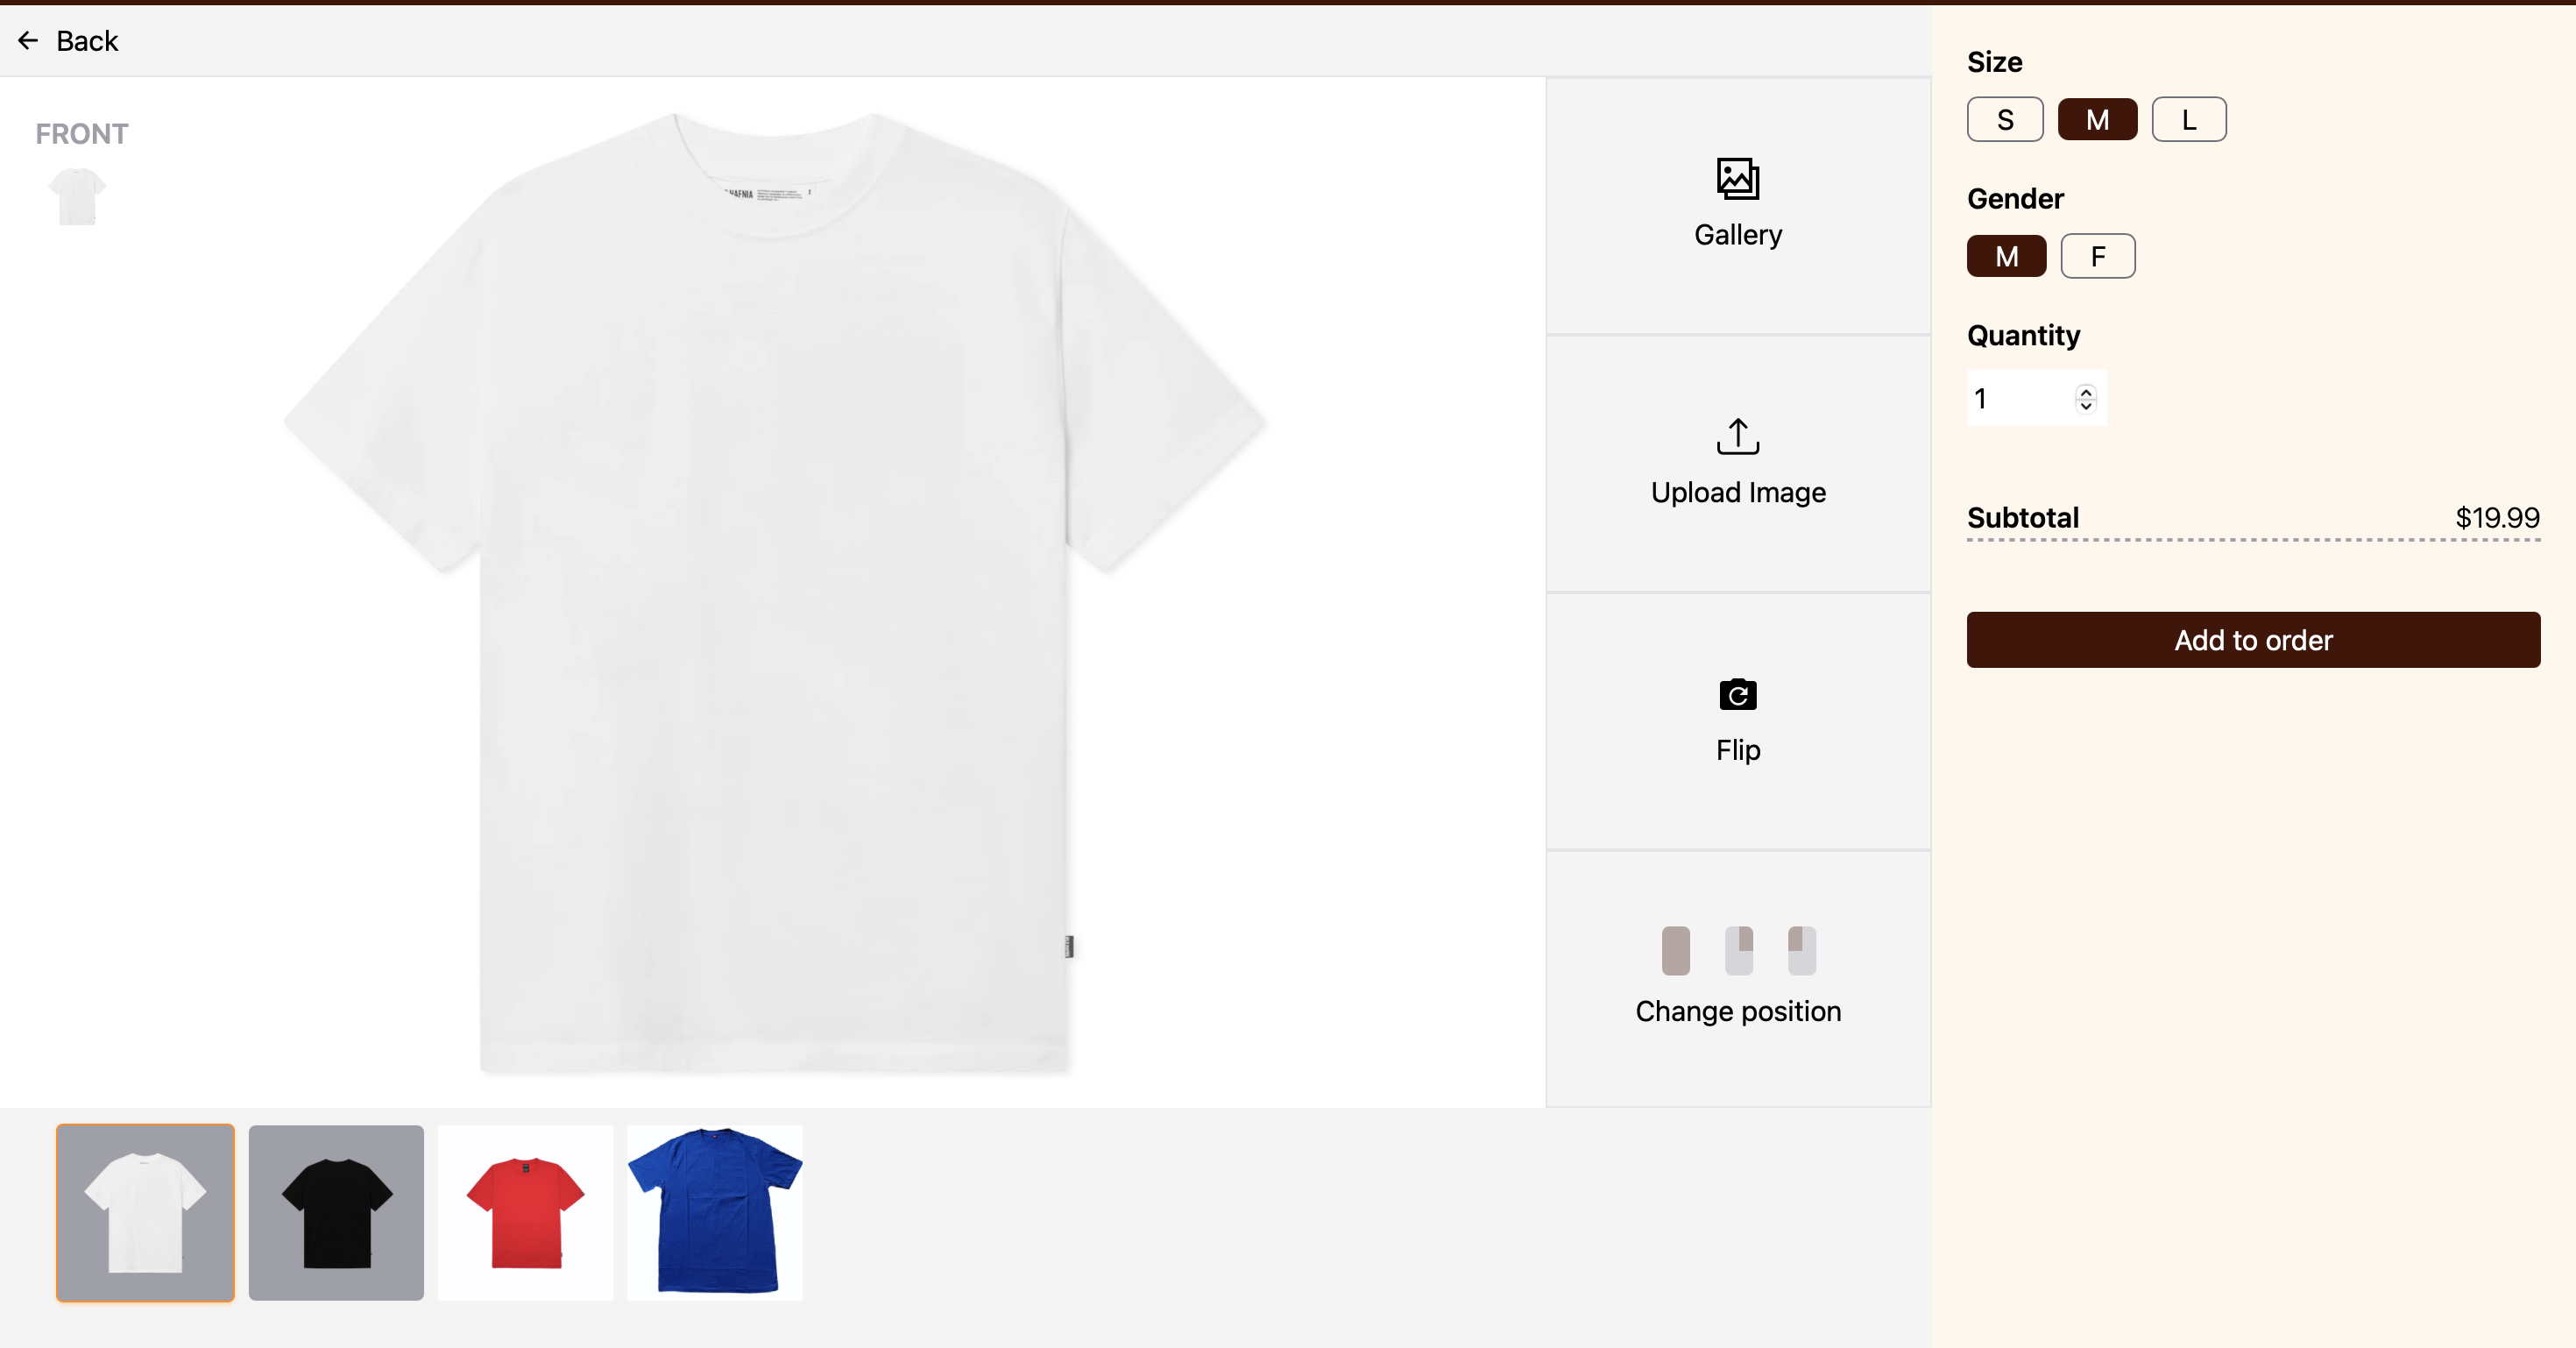 Back
FRONT
Gallery
Upload Image
Flip
Change position
Size
S M L
Gender
M F
Quantity
1
Subtotal $19.99
Add to order